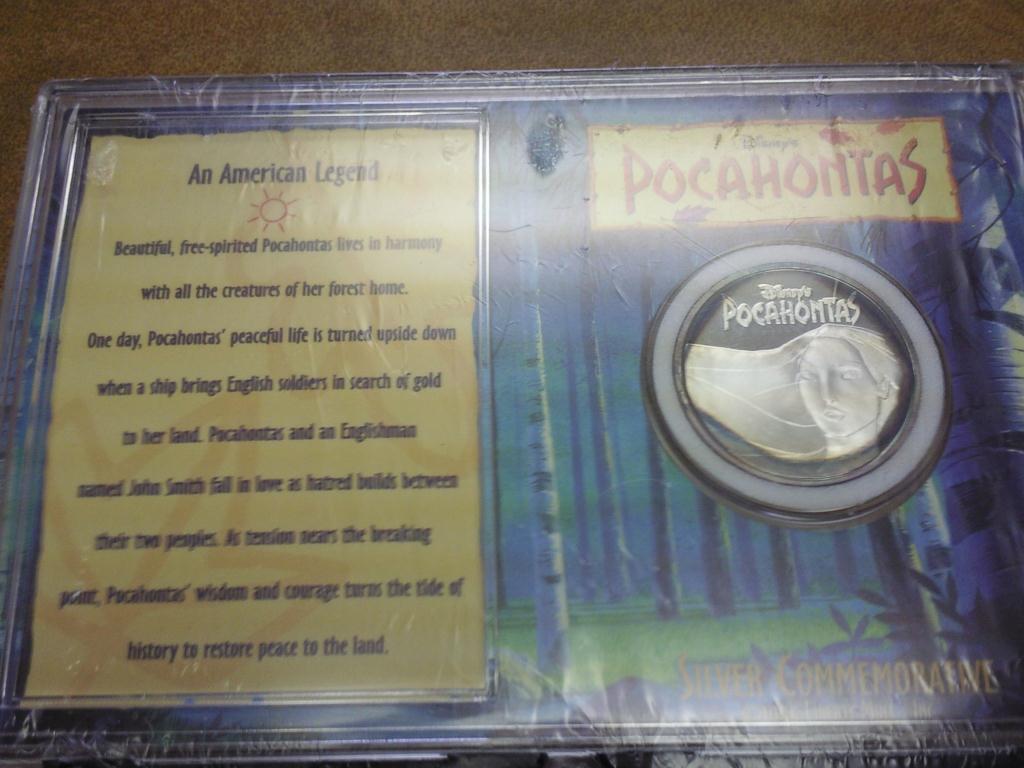 An American Legend
Beautiful, free-spirited Pocahontas lives in harmony
with all the creatures of her forest home.
One day, Pocahontas' peaceful life is turned upside down
when a ship brings English soldiers in search of gold
to her land. Pocahontas and an Englishman
named John Smith fall in love as hatred builds between
their two peoples. As tension nears the breaking
point, Pocahontas' wisdom and courage turns the tide of
history to restore peace to the land.
Disney's
POCAHONTAS
Disney's
POCAHONTAS
SILVER COMMEMORATIVE